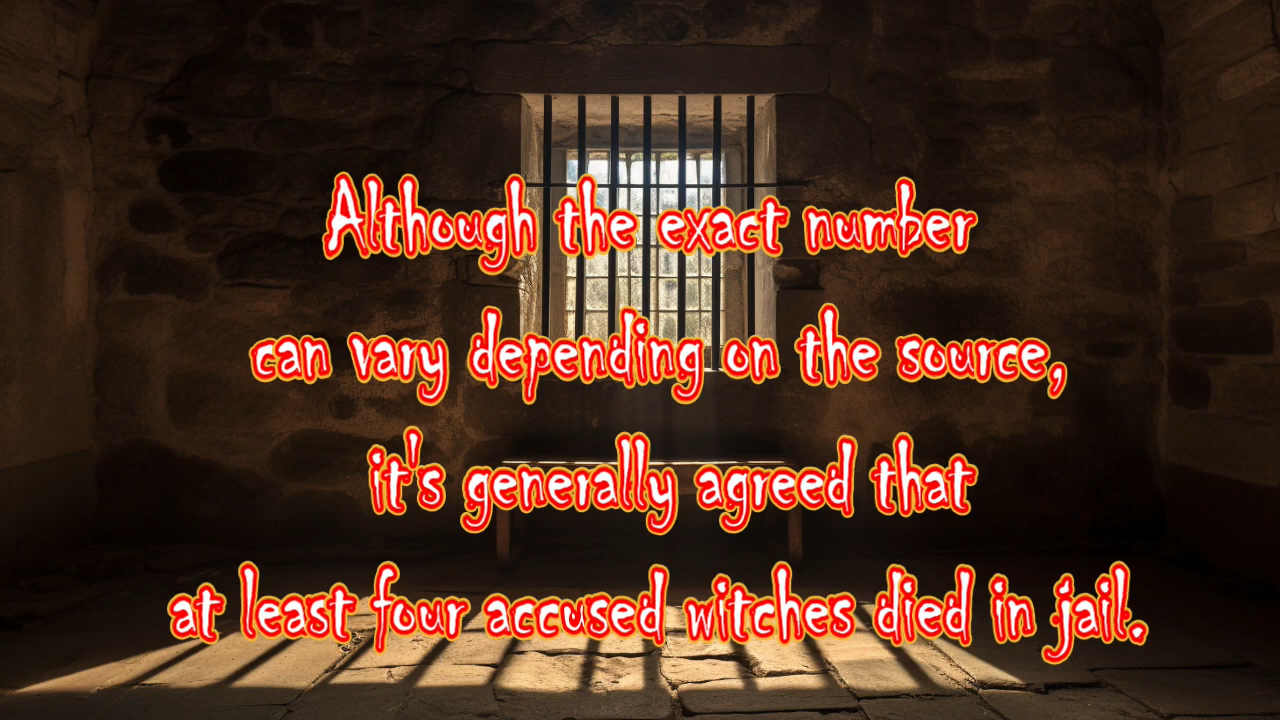 Although the exact number
can vary depending on the source,
it's generally agreed that
at least four accused witches died in jail.